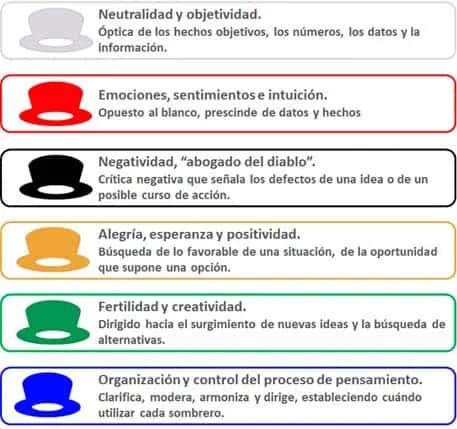 Neutralidad y objetividad.
Óptica de los hechos objetivos, los números, los datos y la
información.
Emociones, sentimientos e intuición.
Opuesto al blanco, prescinde de datos y hechos
Negatividad, “abogado del diablo”.
Crítica negativa que señala los defectos de una idea o de un
posible curso de acción.
Alegría, esperanza y positividad.
Búsqueda de lo favorable de una situación, de la oportunidad
que supone una opción.
Fertilidad y creatividad.
Dirigido hacia el surgimiento de nuevas ideas y la búsqueda de
alternativas.
Organización y control del proceso de pensamiento.
Clarifica, modera, armoniza y dirige, estableciendo cuándo
utilizar cada sombrero.